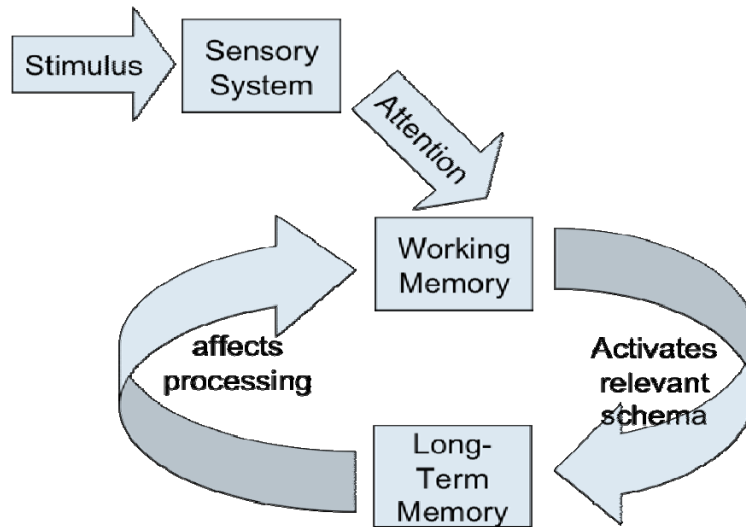 Stimulus
Sensory
System
Attention
Working
Memory
affects
processing
Activates
relevant
schema
Long-
Term
Memory